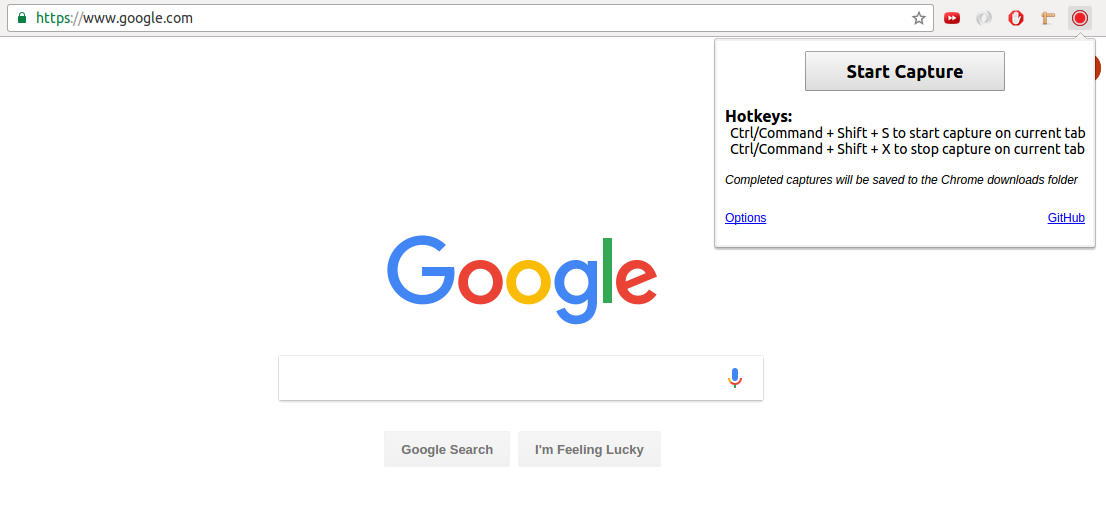 https://www.google.com
Start Capture
Hotkeys:
Ctrl/Command + Shift + S to start capture on current tab
Ctrl/Command + Shift + X to stop capture on current tab
Completed captures will be saved to the Chrome downloads folder
Options
GitHub
Google
Google Search
I'm Feeling Lucky